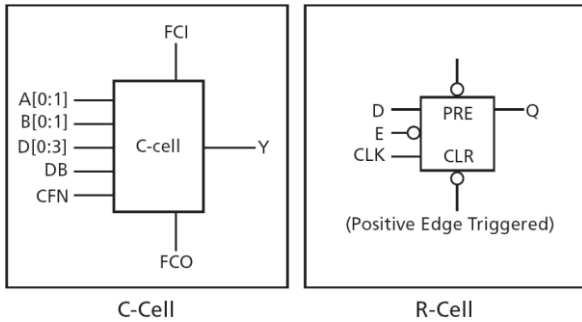 FCI
A[0:1]
B[0:1]
D[0:3]
DB
CFN
C-cell
Y
FCO
C-Cell
D
E
CLK
PRE
CLR
Q
(Positive Edge Triggered)
R-Cell